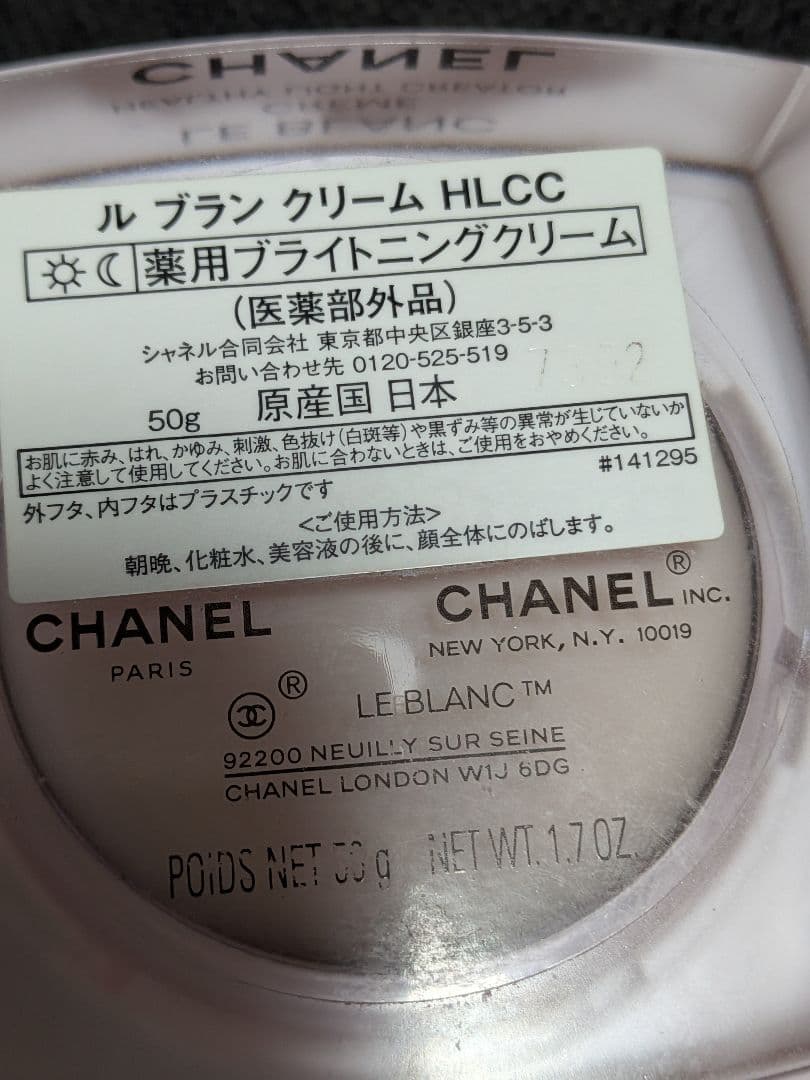 CHANEL
HEALTHY LIGHT CREATOR
CRÈME
LE BLANC
ル ブラン クリーム HLCC
薬用ブライトニングクリーム
(医薬部外品)
シャネル合同会社 東京都中央区銀座3-5-3
お問い合わせ先 0120-525-519
50g 原産国 日本
お肌に赤み、はれ、かゆみ、刺激、色抜け(白斑等)や黒ずみ等の異常が生じていないか
よく注意して使用してください。お肌に合わないときは、ご使用をおやめください。
#141295
外フタ、内フタはプラスチックです
<ご使用方法>
朝晩、化粧水、美容液の後に、顔全体にのばします。
CHANEL
PARIS
CHANEL® INC.
NEW YORK, N.Y. 10019
® LE BLANC™
92200 NEUILLY SUR SEINE
CHANEL LONDON W1J 6DG
POIDS NET 50 g NET WT. 1.7 OZ.